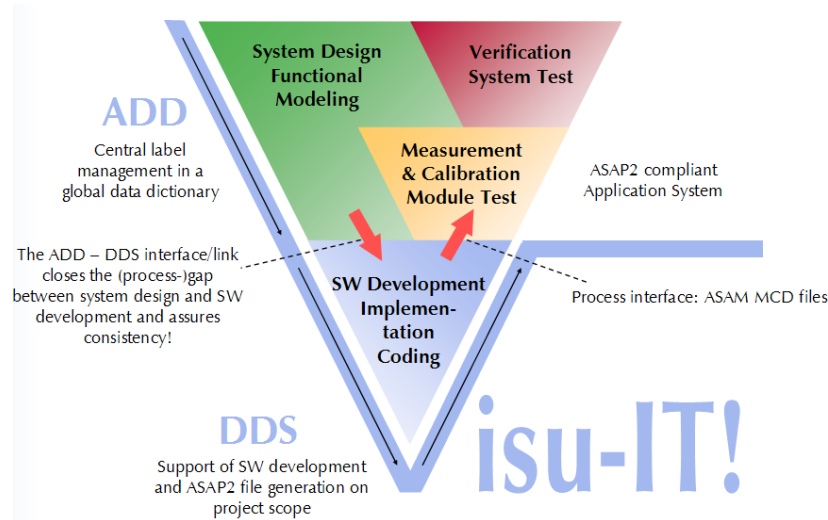 System Design
Functional
Modeling
Verification
System Test
ADD
Central label
management in a
global data dictionary
Measurement
& Calibration
Module Test
ASAP2 compliant
Application System
The ADD – DDS interface/link
closes the (process-)gap
between system design and SW
development and assures
consistency!
SW Development
Implemen-
tation
Coding
Process interface: ASAM MCD files
DDS
Support of SW development
and ASAP2 file generation on
project scope
isu-IT!